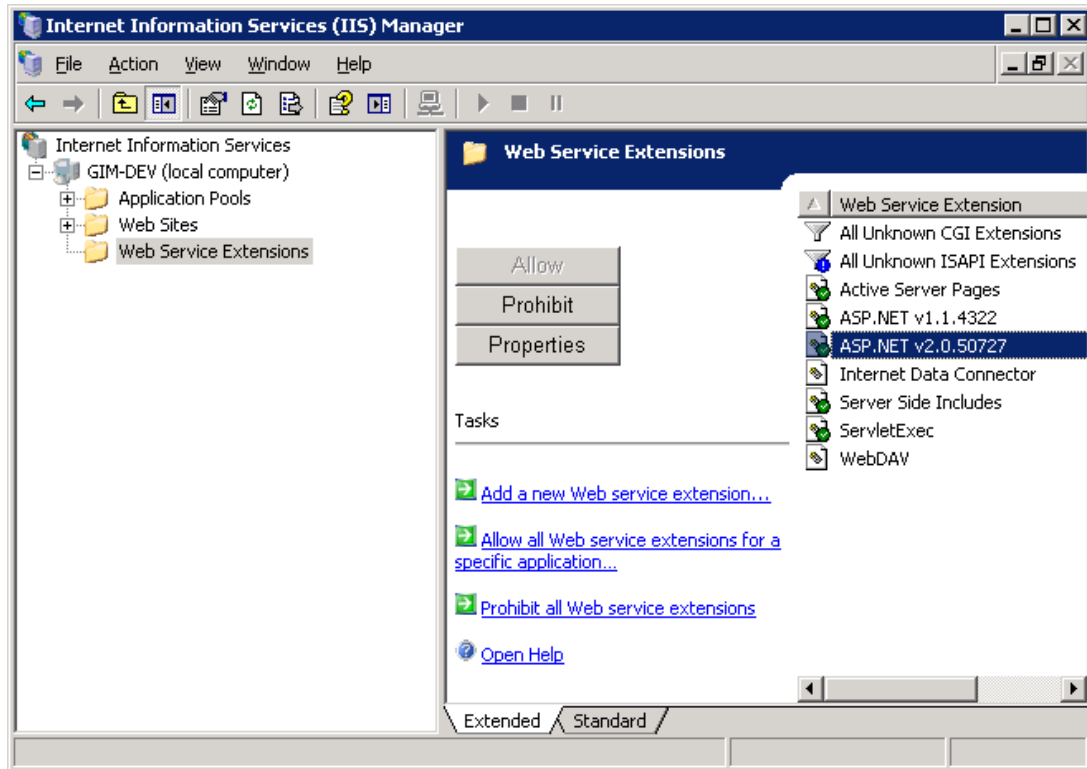 Internet Information Services (IIS) Manager
File Action View Window Help
Internet Information Services
GIM-DEV (local computer)
Application Pools
Web Sites
Web Service Extensions
Web Service Extensions
Allow
Prohibit
Properties
Tasks
Add a new Web service extension...
Allow all Web service extensions for a
specific application...
Prohibit all Web service extensions
Open Help
Web Service Extension
All Unknown CGI Extensions
All Unknown ISAPI Extensions
Active Server Pages
ASP.NET v1.1.4322
ASP.NET v2.0.50727
Internet Data Connector
Server Side Includes
ServletExec
WebDAV
Extended Standard